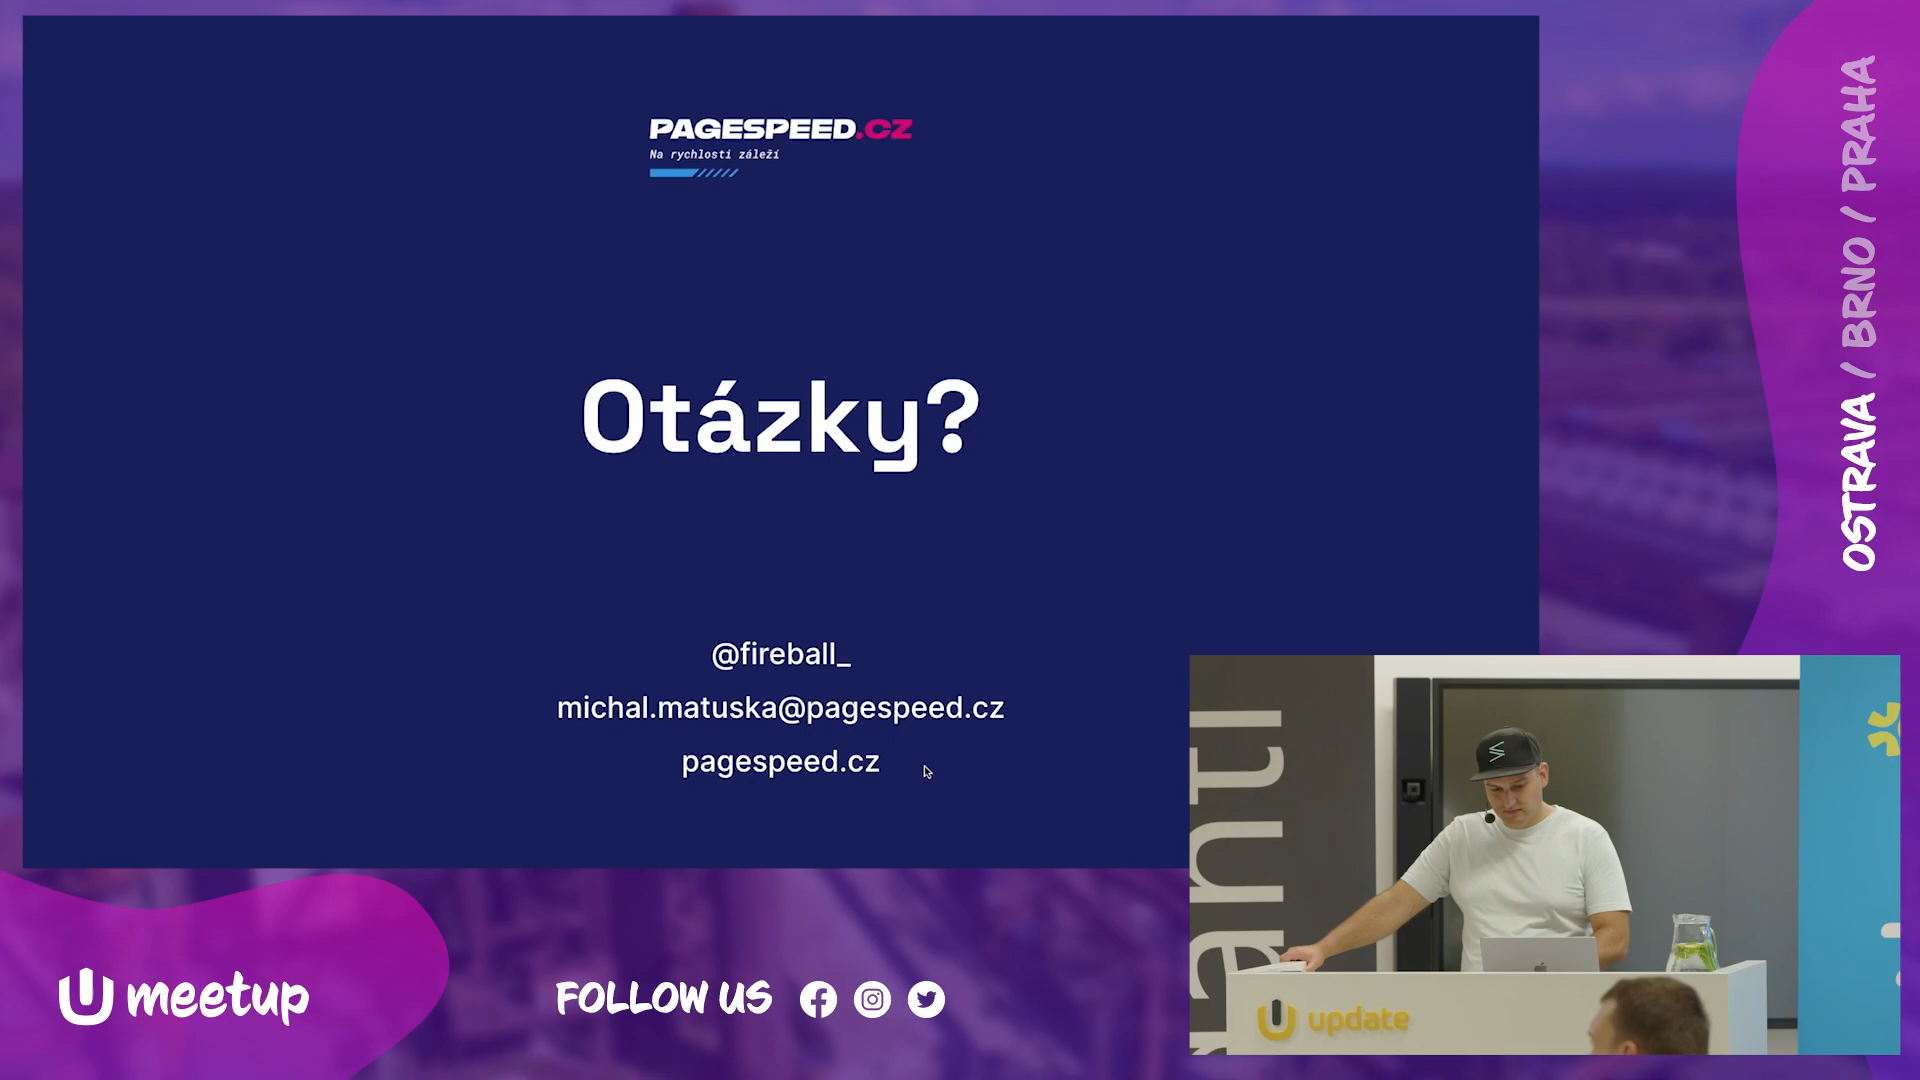 PAGESPEED.CZ
Na rychlosti záleží
Otázky?
@fireball_
michal.matuska@pagespeed.cz
pagespeed.cz
OSTRAVA / BRNO / PRAHA
meetup
FOLLOW US
anti
update